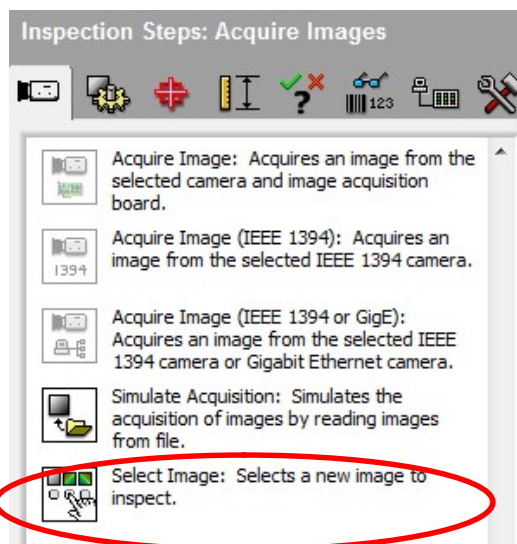 Inspection Steps: Acquire Images
? 123
Acquire Image: Acquires an image from the
selected camera and image acquisition
board.
1394
Acquire Image (IEEE 1394): Acquires an
image from the selected IEEE 1394 camera.
Acquire Image (IEEE 1394 or GigE):
Acquires an image from the selected IEEE
1394 camera or Gigabit Ethernet camera.
Simulate Acquisition: Simulates the
acquisition of images by reading images
from file.
Select Image: Selects a new image to
inspect.